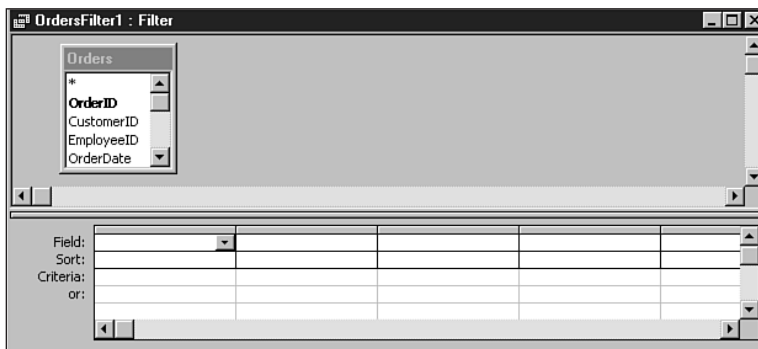 OrdersFilter1 : Filter
Orders
*
OrderID
CustomerID
EmployeeID
OrderDate
Field:
Sort:
Criteria:
or: